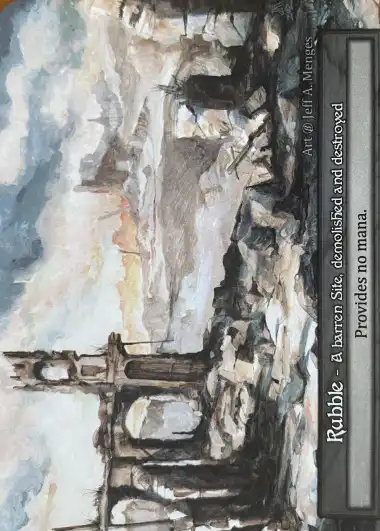 Art © Jeff A. Menges
Rubble – A barren Site, demolished and destroyed
Provides no mana.